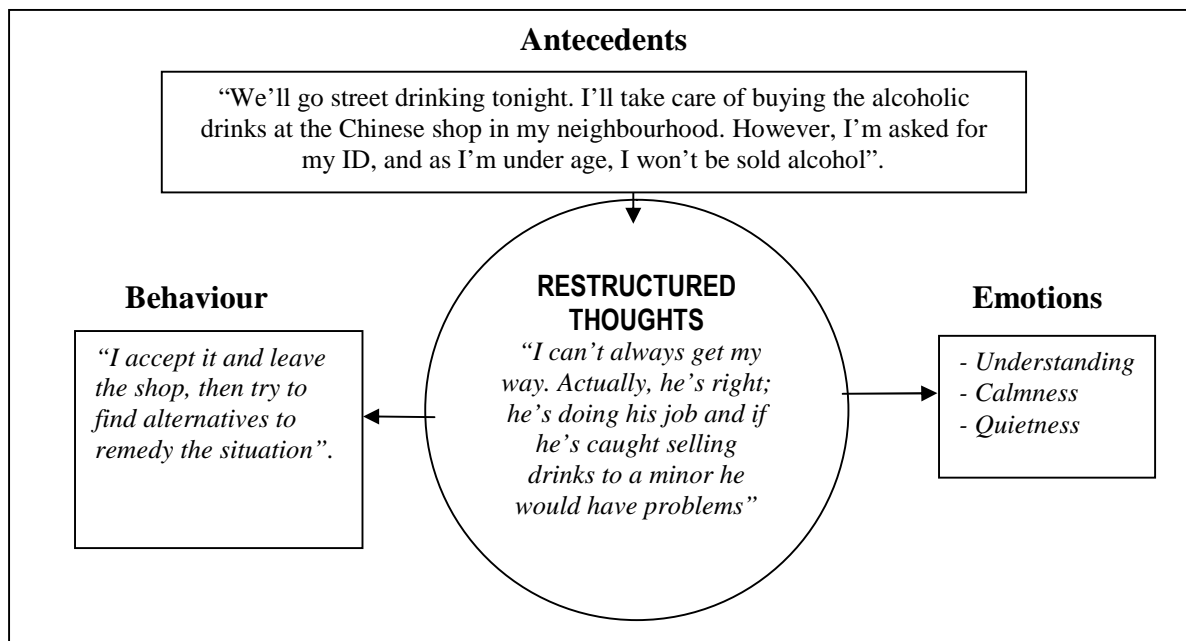 Antecedents
“We’ll go street drinking tonight. I’ll take care of buying the alcoholic
drinks at the Chinese shop in my neighbourhood. However, I’m asked for
my ID, and as I’m under age, I won’t be sold alcohol”.
Behaviour
“I accept it and leave
the shop, then try to
find alternatives to
remedy the situation”.
RESTRUCTURED
THOUGHTS
“I can’t always get my
way. Actually, he’s right;
he’s doing his job and if
he’s caught selling
drinks to a minor he
would have problems”
Emotions
- Understanding
- Calmness
- Quietness